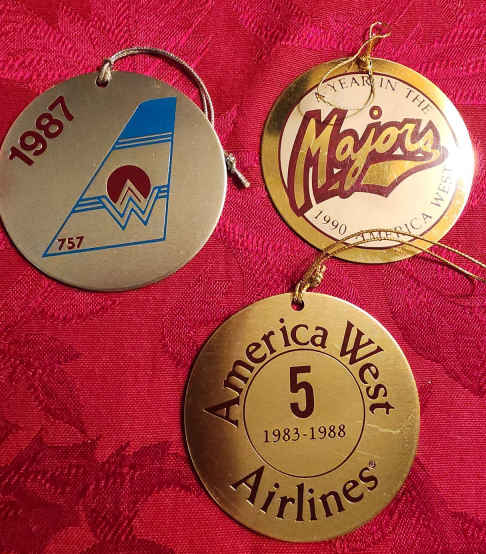 1987
757
A YEAR IN THE
Majors
1990 AMERICA WEST
America West
5
1983-1988
Airlines®